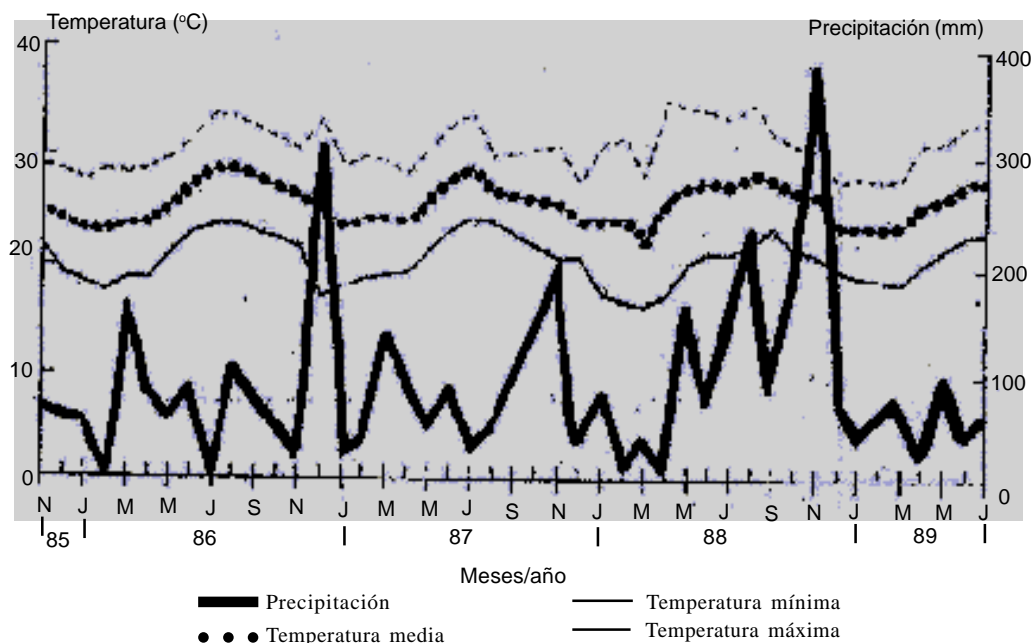 Temperatura (°C)
Precipitación (mm)
40
400
30
300
20
200
10
100
0
0
N J M M J S N J M M J S N J M M J S N J M M J
85 86 87 88 89
Meses/año
Precipitación
Temperatura mínima
Temperatura media
Temperatura máxima